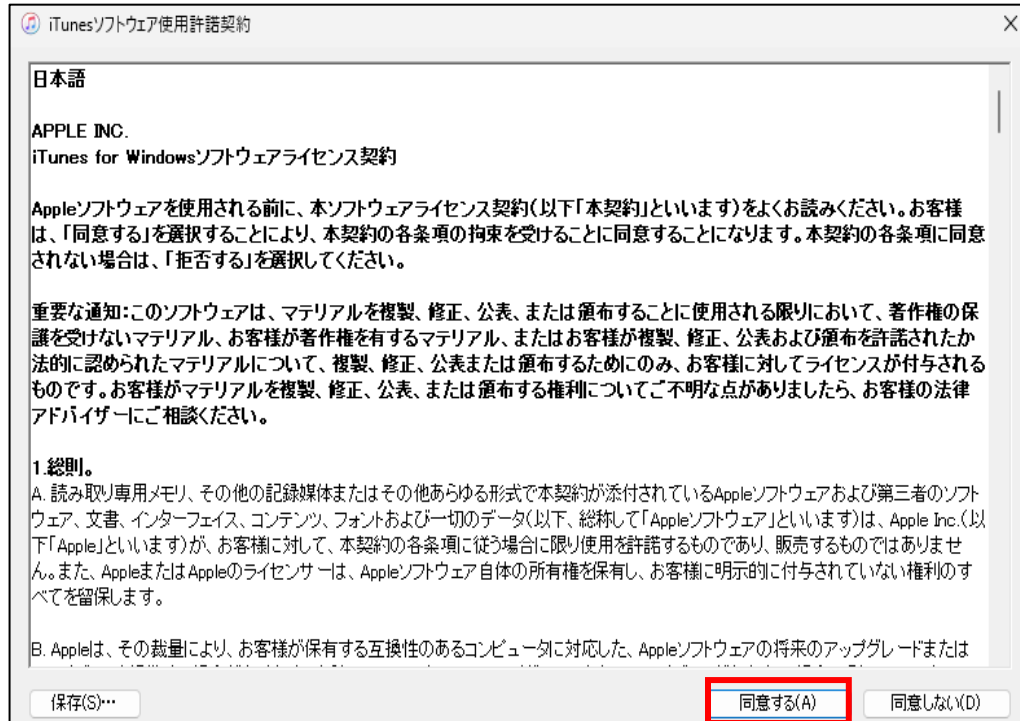 iTunesソフトウェア使用許諾契約
日本語
APPLE INC.
iTunes for Windowsソフトウェアライセンス契約
Appleソフトウェアを使用される前に、本ソフトウェアライセンス契約(以下「本契約」といいます)をよくお読みください。お客様
は、「同意する」を選択することにより、本契約の各条項の拘束を受けることに同意することになります。本契約の各条項に同意
されない場合は、「拒否する」を選択してください。
重要な通知:このソフトウェアは、マテリアルを複製、修正、公表、または頒布することに使用される限りにおいて、著作権の保
護を受けないマテリアル、お客様が著作権を有するマテリアル、またはお客様が複製、修正、公表および頒布を許諾されたか
法的に認められたマテリアルについて、複製、修正、公表または頒布するためにのみ、お客様に対してライセンスが付与される
ものです。お客様がマテリアルを複製、修正、公表、または頒布する権利についてご不明な点がありましたら、お客様の法律
アドバイザーにご相談ください。
1.総則。
A. 読み取り専用メモリ、その他の記録媒体またはその他あらゆる形式で本契約が添付されているAppleソフトウェアおよび第三者のソフト
ウェア、文書、インターフェイス、コンテンツ、フォントおよび一切のデータ(以下、総称して「Appleソフトウェア」といいます)は、Apple Inc.(以
下「Apple」といいます)が、お客様に対して、本契約の各条項に従う場合に限り使用を許諾するものであり、販売するものではありませ
ん。また、AppleまたはAppleのライセンサーは、Appleソフトウェア自体の所有権を保有し、お客様に明示的に付与されていない権利のす
べてを留保します。
B. Appleは、その裁量により、お客様が保有する互換性のあるコンピュータに対応した、Appleソフトウェアの将来のアップグレードまたは
保存(S)… 同意する(A) 同意しない(D)